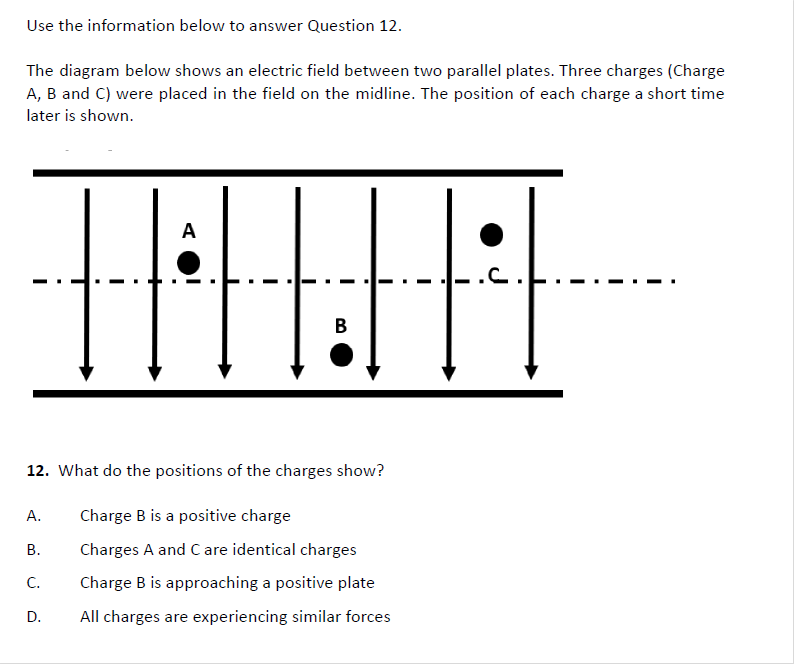 Use the information below to answer Question 12.
The diagram below shows an electric field between two parallel plates. Three charges (Charge
A, B and C) were placed in the field on the midline. The position of each charge a short time
later is shown.
A
C
B
12. What do the positions of the charges show?
A. Charge B is a positive charge
B. Charges A and C are identical charges
C. Charge B is approaching a positive plate
D. All charges are experiencing similar forces